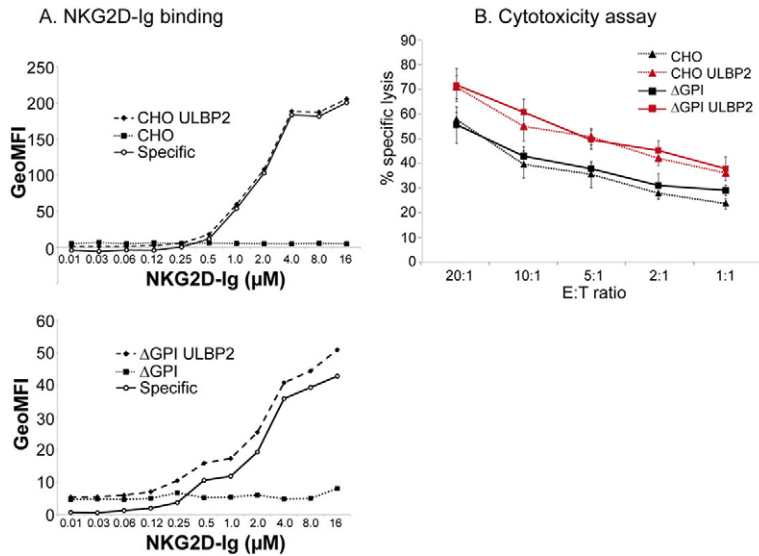 A. NKG2D-Ig binding
250
200
150
100
50
0
GeoMFI
CHO ULBP2
CHO
Specific
0.01 0.03 0.06 0.12 0.25 0.5 1.0 2.0 4.0 8.0 16
NKG2D-Ig (µM)
60
50
40
30
20
10
0
GeoMFI
ΔGPI ULBP2
ΔGPI
Specific
0.01 0.03 0.06 0.12 0.25 0.5 1.0 2.0 4.0 8.0 16
NKG2D-Ig (µM)
B. Cytotoxicity assay
90
80
70
60
50
40
30
20
10
0
% specific lysis
CHO
CHO ULBP2
ΔGPI
ΔGPI ULBP2
20:1 10:1 5:1 2:1 1:1
E:T ratio